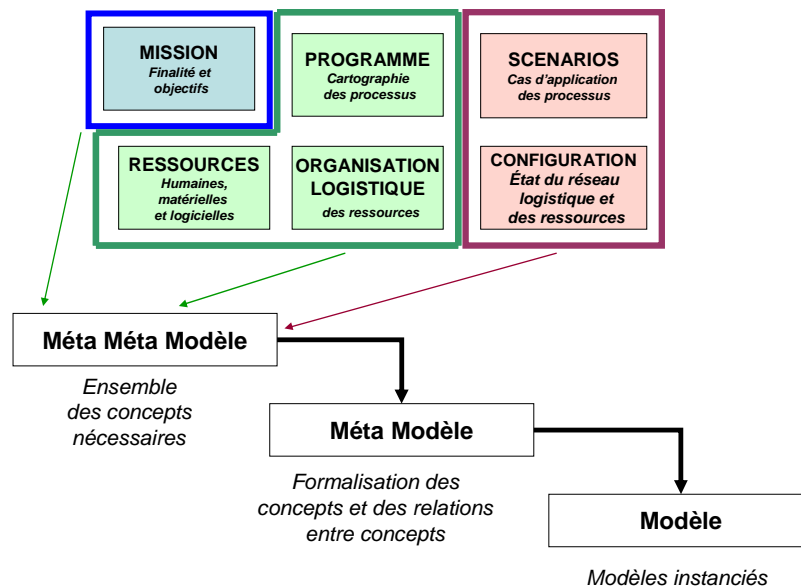 MISSION
Finalité et
objectifs
PROGRAMME
Cartographie
des processus
SCENARIOS
Cas d'application
des processus
RESSOURCES
Humaines,
matérielles
et logicielles
ORGANISATION
LOGISTIQUE
des ressources
CONFIGURATION
État du réseau
logistique et
des ressources
Méta Méta Modèle
Ensemble
des concepts
nécessaires
Méta Modèle
Formalisation des
concepts et des relations
entre concepts
Modèle
Modèles instanciés